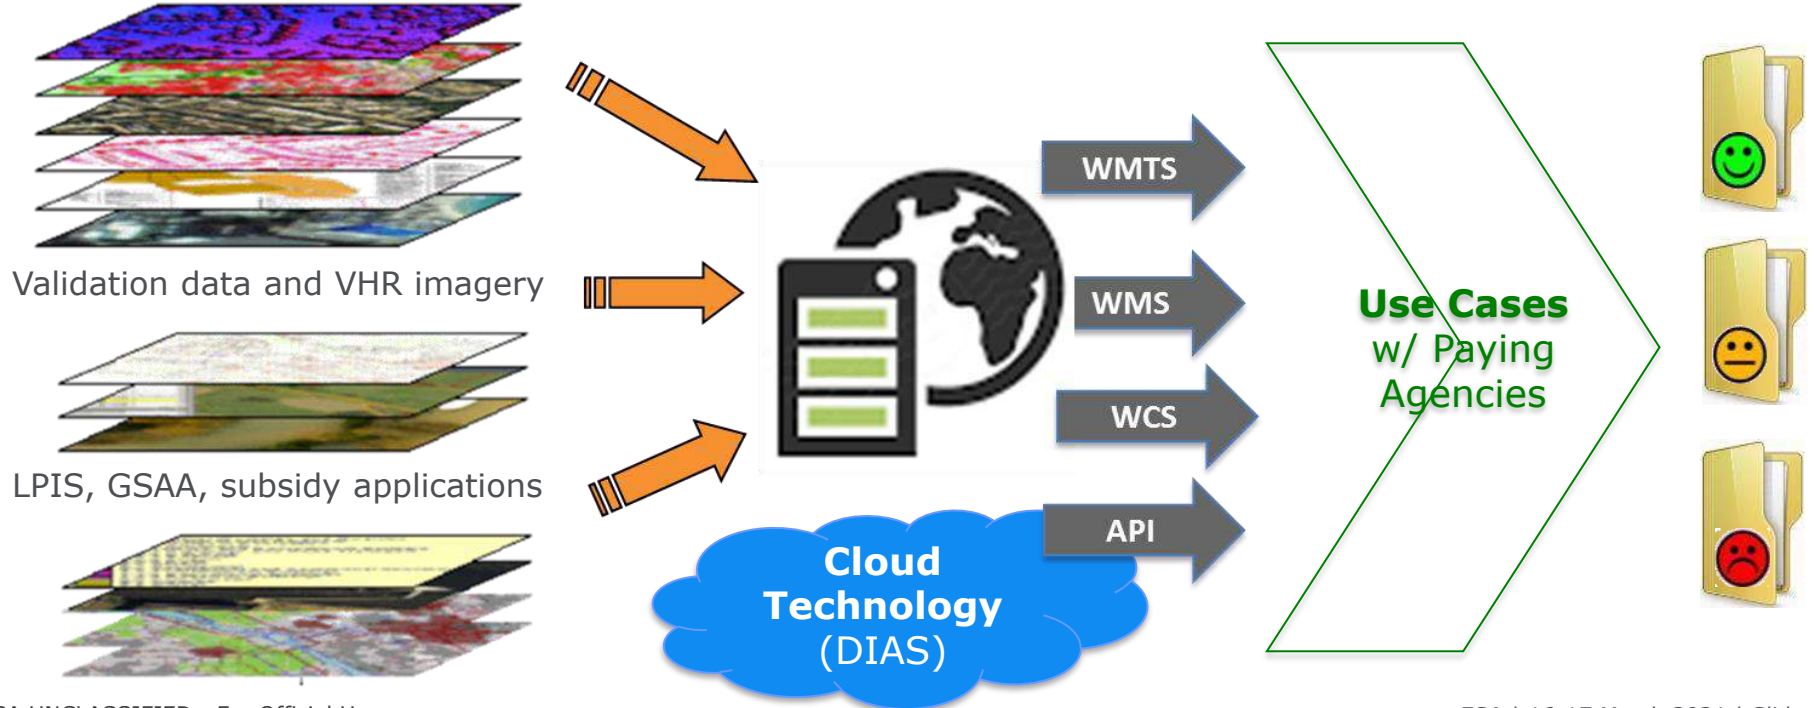 Validation data and VHR imagery
LPIS, GSAA, subsidy applications
WMTS
WMS
WCS
API
Cloud
Technology
(DIAS)
Use Cases
w/ Paying
Agencies